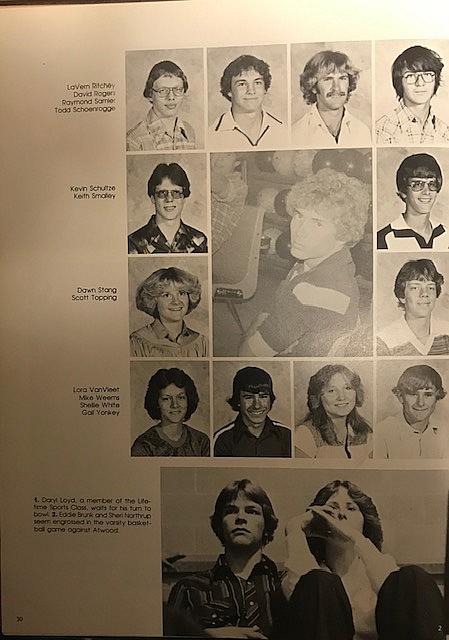 LaVern Ritchey
David Rogers
Raymond Samler
Todd Schoenrogge
Kevin Schultze
Keith Smalley
Dawn Stang
Scott Topping
Lora VanVleet
Mike Weems
Shellie White
Gail Yonkey
1. Daryl Loyd, a member of the Life-
time Sports Class, waits for his turn to
bowl. 2. Eddie Brunk and Sheri Northrup
seem engrossed in the varsity basket-
ball game against Atwood.
30
2